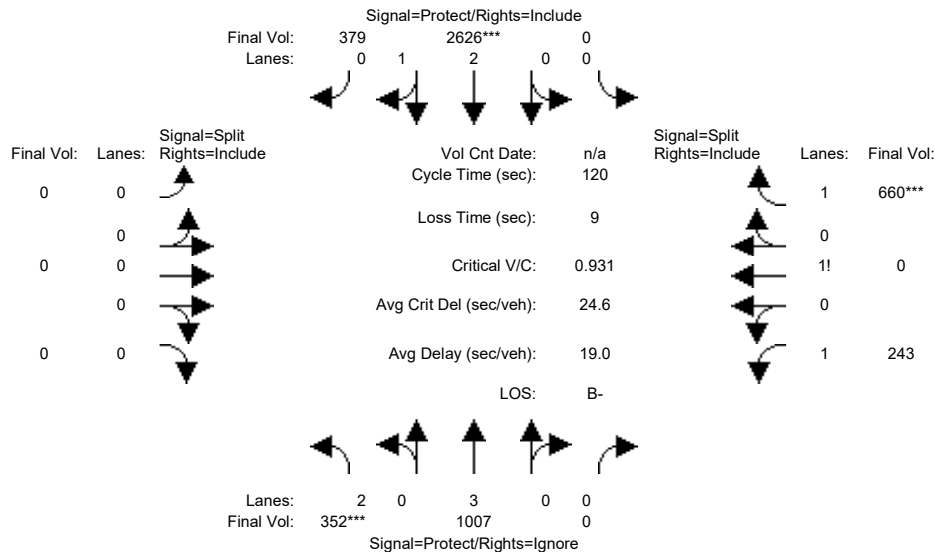 Signal=Protect/Rights=Include
Final Vol: 379 2626*** 0
Lanes: 0 1 2 0 0
Signal=Split
Final Vol: Lanes: Rights=Include
Vol Cnt Date: n/a
Signal=Split
Rights=Include Lanes: Final Vol:
Cycle Time (sec): 120
0 0
1 660***
Loss Time (sec): 9
0
0
0 0
Critical V/C: 0.931
1! 0
0
Avg Crit Del (sec/veh): 24.6
0
0 0
Avg Delay (sec/veh): 19.0
1 243
LOS: B-
Lanes: 2 0 3 0 0
Final Vol: 352*** 1007 0
Signal=Protect/Rights=Ignore